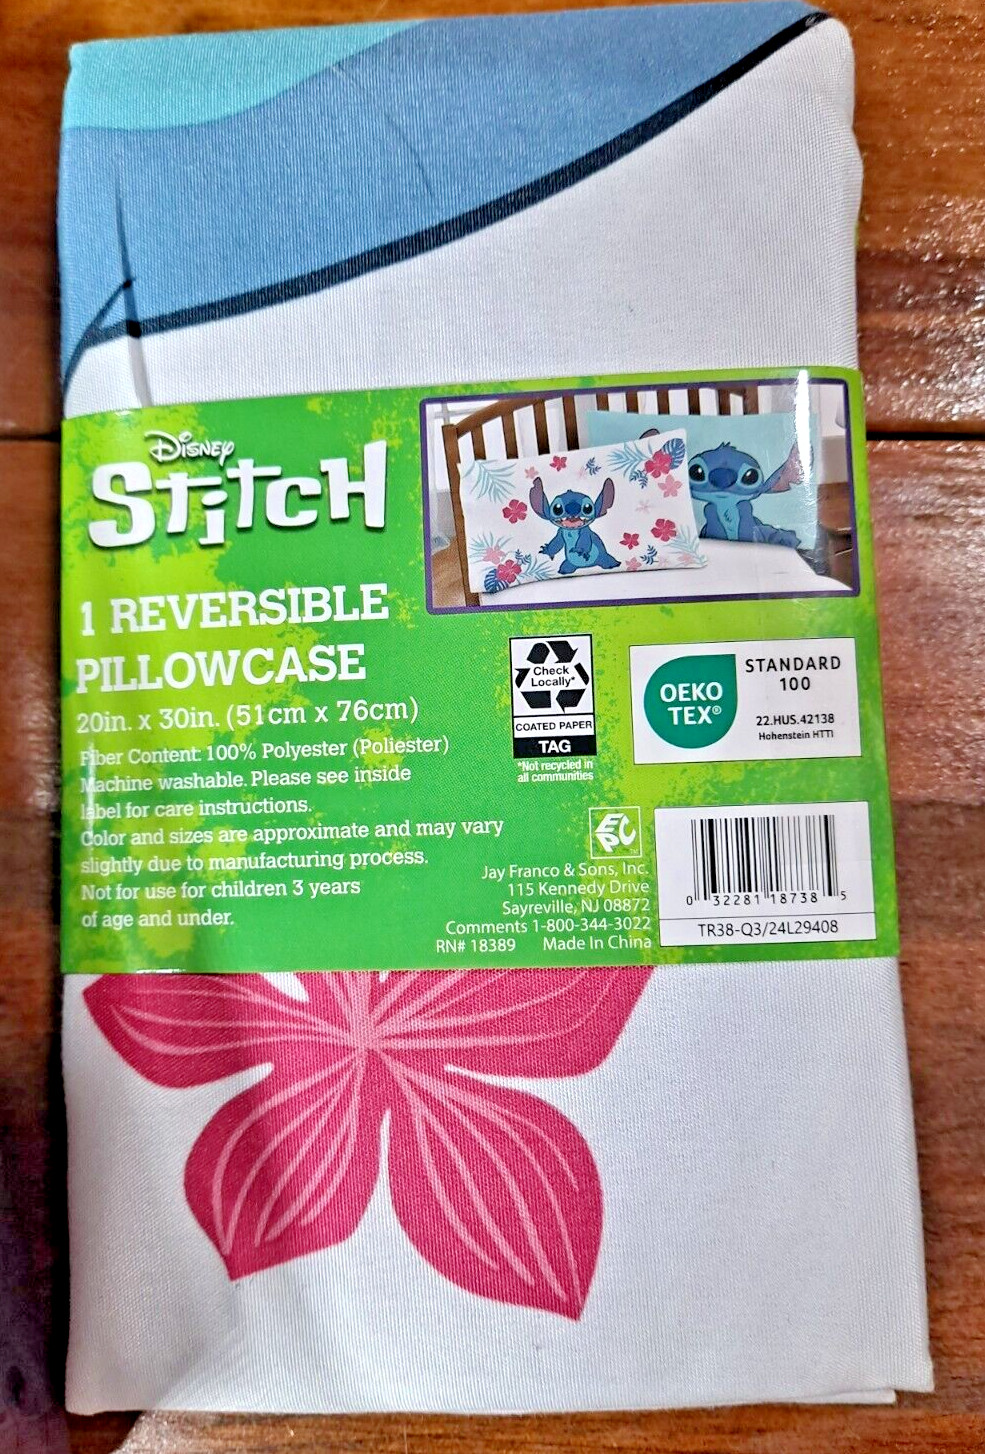 Disney
Stitch
1 REVERSIBLE
PILLOWCASE
20in. x 30in. (51cm x 76cm)
Fiber Content: 100% Polyester (Poliester)
Machine washable. Please see inside
label for care instructions.
Color and sizes are approximate and may vary
slightly due to manufacturing process.
Not for use for children 3 years
of age and under.
Check
Locally*
COATED PAPER
TAG
*Not recycled in
all communities
OEKO
TEX®
STANDARD
100
22.HUS.42138
Hohenstein HTTI
EPC
TM
Jay Franco & Sons, Inc.
115 Kennedy Drive
Sayreville, NJ 08872
Comments 1-800-344-3022
RN# 18389 Made In China
0 32281 18738 5
TR38-Q3/24L29408